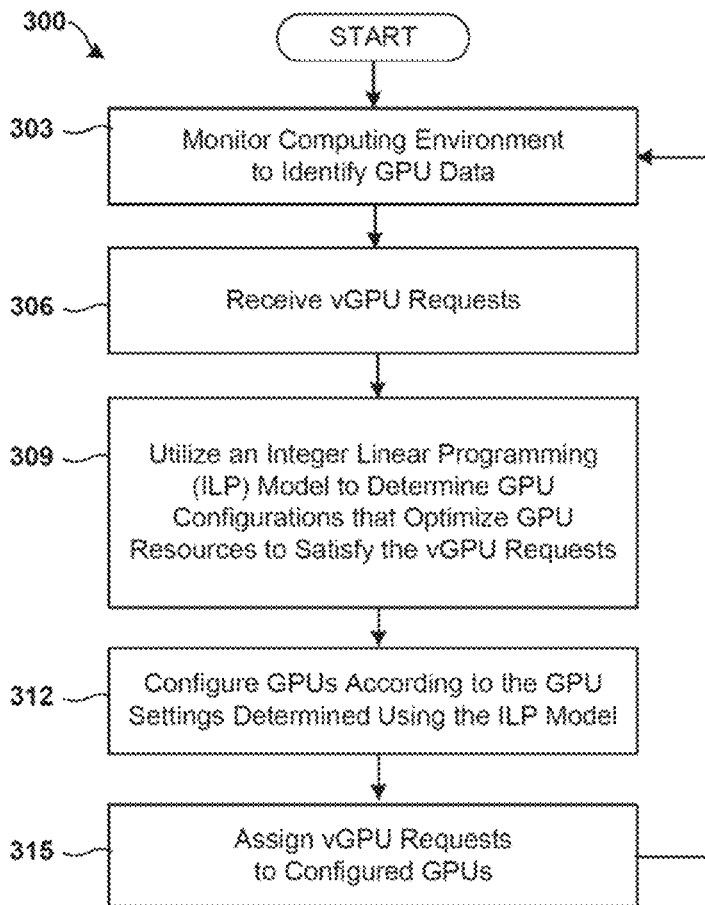 300
START
303
Monitor Computing Environment
to Identify GPU Data
306
Receive vGPU Requests
309
Utilize an Integer Linear Programming
(ILP) Model to Determine GPU
Configurations that Optimize GPU
Resources to Satisfy the vGPU Requests
312
Configure GPUs According to the GPU
Settings Determined Using the ILP Model
315
Assign vGPU Requests
to Configured GPUs